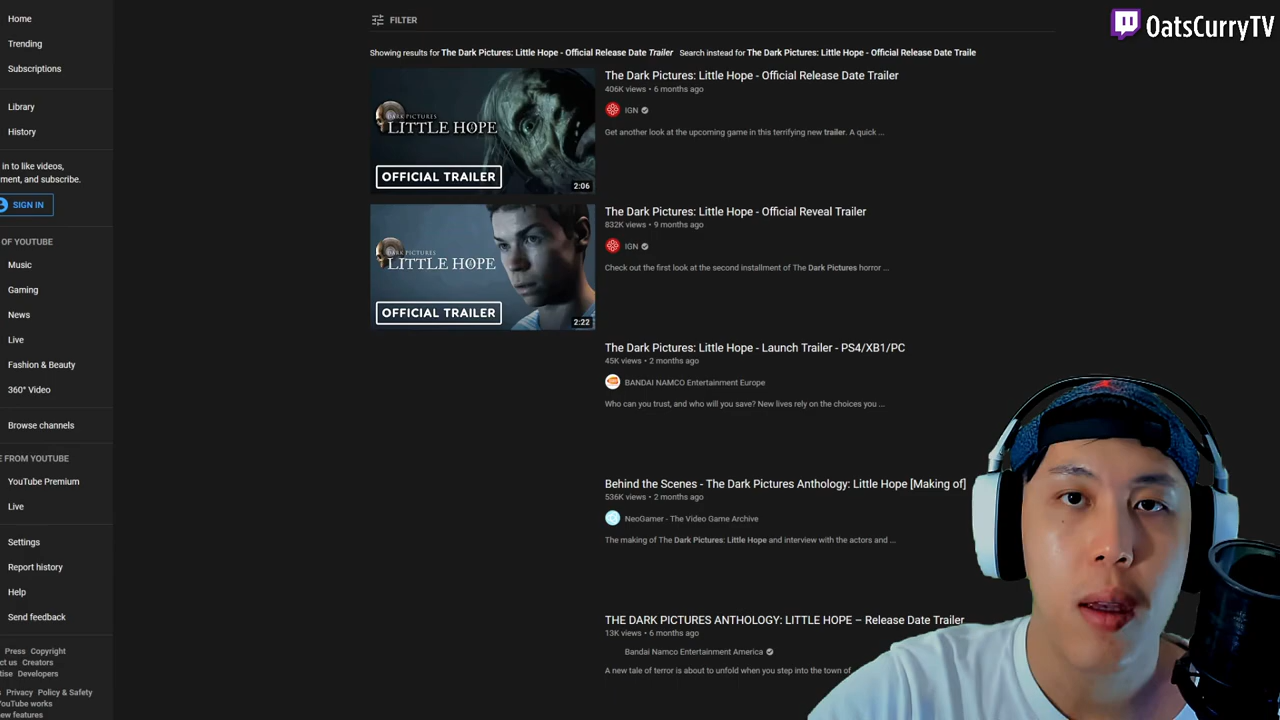 OatsCurryTV
Home
Trending
Subscriptions
Library
History
in to like videos,
ment, and subscribe.
SIGN IN
OF YOUTUBE
Music
Gaming
News
Live
Fashion & Beauty
360° Video
Browse channels
E FROM YOUTUBE
YouTube Premium
Live
Settings
Report history
Help
Send feedback
Press Copyright
ct us Creators
tise Developers
Privacy Policy & Safety
YouTube works
new features
FILTER
Showing results for The Dark Pictures: Little Hope - Official Release Date Trailer Search instead for The Dark Pictures: Little Hope - Official Release Date Traile
DARK PICTURES
LITTLE HOPE
OFFICIAL TRAILER
2:06
The Dark Pictures: Little Hope - Official Release Date Trailer
406K views • 6 months ago
IGN
Get another look at the upcoming game in this terrifying new trailer. A quick ...
DARK PICTURES
LITTLE HOPE
OFFICIAL TRAILER
2:22
The Dark Pictures: Little Hope - Official Reveal Trailer
832K views • 9 months ago
IGN
Check out the first look at the second installment of The Dark Pictures horror ...
The Dark Pictures: Little Hope - Launch Trailer - PS4/XB1/PC
45K views • 2 months ago
BANDAI NAMCO Entertainment Europe
Who can you trust, and who will you save? New lives rely on the choices you ...
Behind the Scenes - The Dark Pictures Anthology: Little Hope [Making of]
536K views • 2 months ago
NeoGamer - The Video Game Archive
The making of The Dark Pictures: Little Hope and interview with the actors and ...
THE DARK PICTURES ANTHOLOGY: LITTLE HOPE – Release Date Trailer
13K views • 6 months ago
Bandai Namco Entertainment America
A new tale of terror is about to unfold when you step into the town of